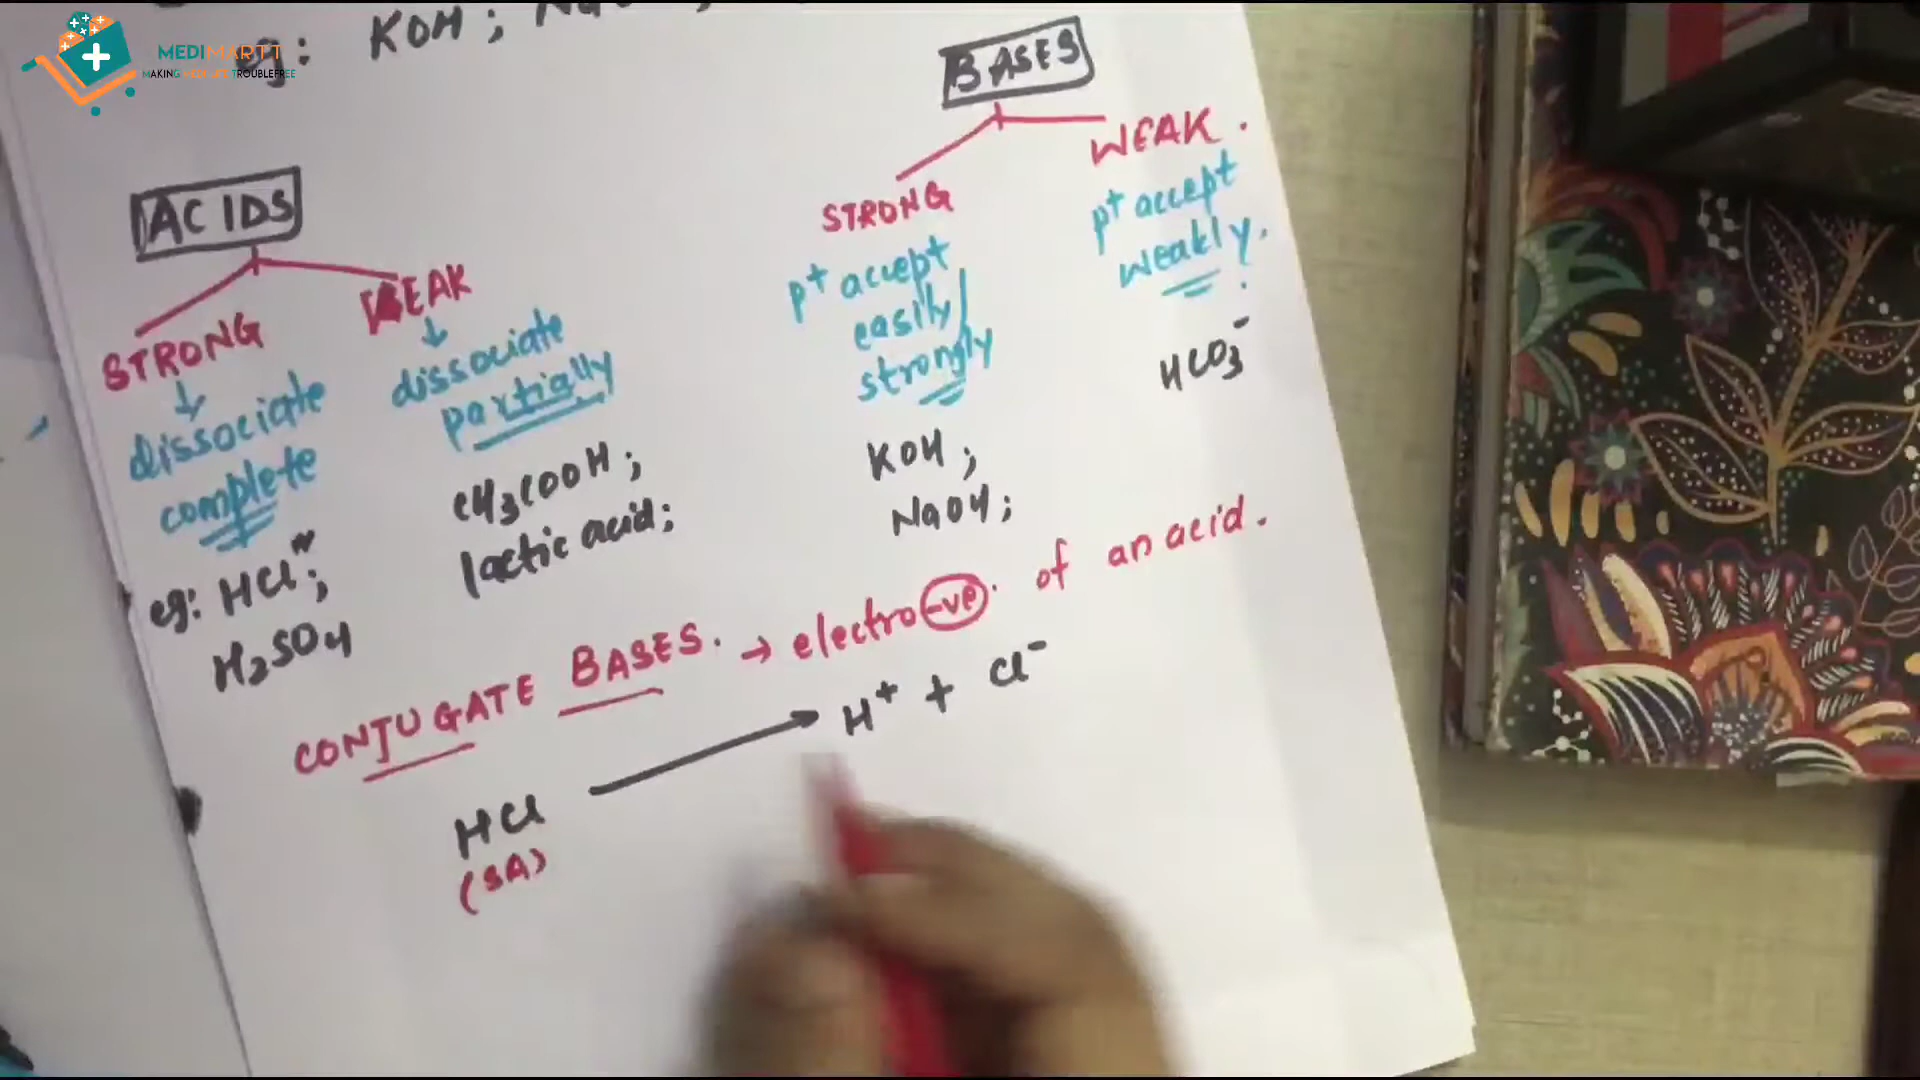 MEDIMARTT
MAKING MEDICOS TROUBLEFREE
eg: KOH;
BASES
STRONG
WEAK.
p+ accept
easily/
strongly
p+ accept
weakly.
KOH;
NaOH;
HCO3-
ACIDS
STRONG
WEAK
dissociate
complete
dissociate
partially
eg: HCl;
H2SO4
CH3COOH;
lactic acid;
CONJUGATE BASES. → electro -ve. of an acid.
HCl → H+ + Cl-
(SA)